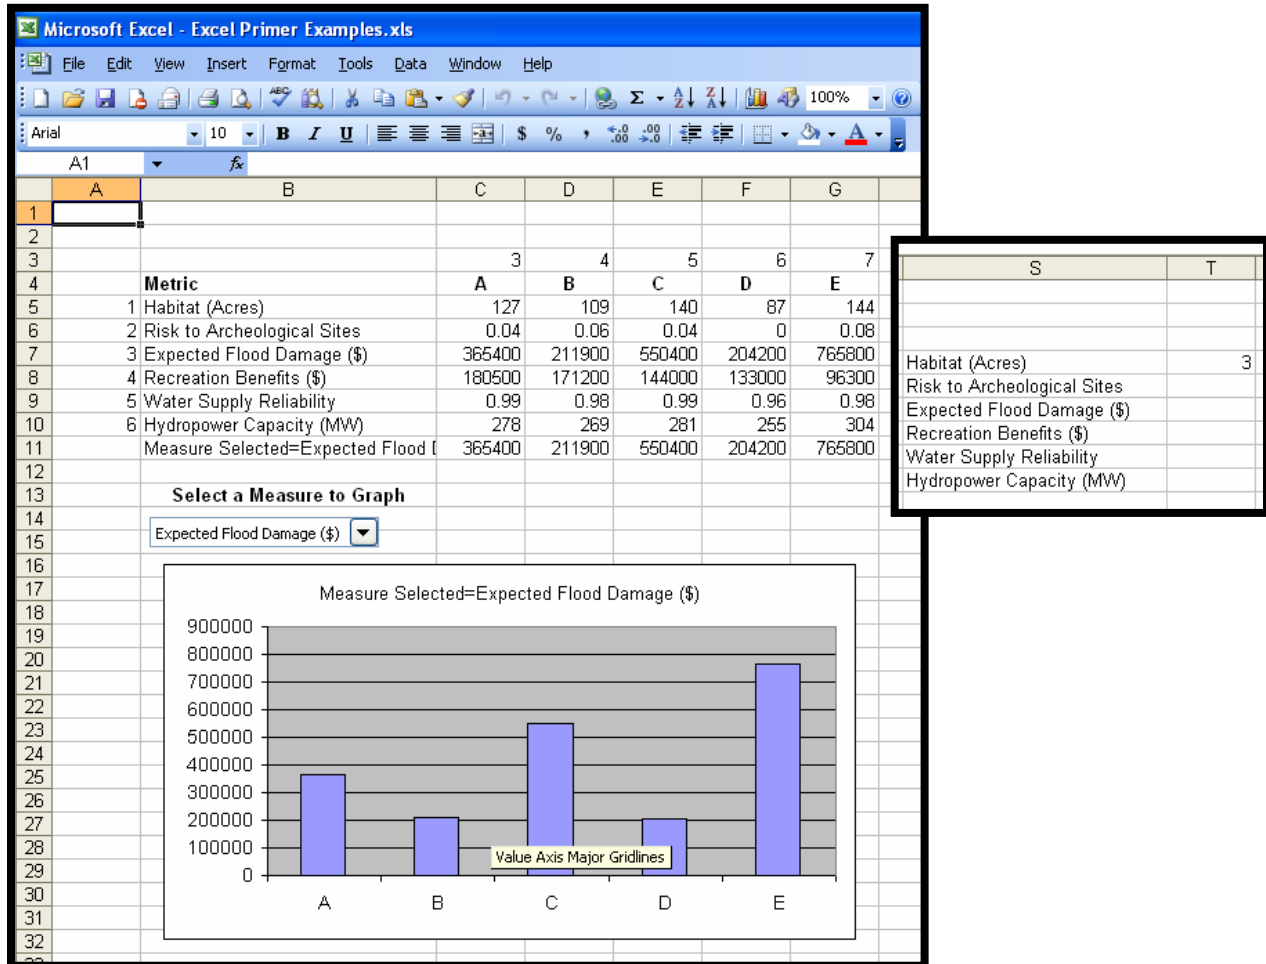 Microsoft Excel - Excel Primer Examples.xls
File Edit View Insert Format Tools Data Window Help
100%
Arial 10 B I U $ % , .00 .00
A1 fx
A B C D E F G
1
2
3 3 4 5 6 7
4 Metric A B C D E
5 1 Habitat (Acres) 127 109 140 87 144
6 2 Risk to Archeological Sites 0.04 0.06 0.04 0 0.08
7 3 Expected Flood Damage ($) 365400 211900 550400 204200 765800
8 4 Recreation Benefits ($) 180500 171200 144000 133000 96300
9 5 Water Supply Reliability 0.99 0.98 0.99 0.96 0.98
10 6 Hydropower Capacity (MW) 278 269 281 255 304
11 Measure Selected=Expected Flood 365400 211900 550400 204200 765800
12
13 Select a Measure to Graph
14
Expected Flood Damage ($)
15
16
17 Measure Selected=Expected Flood Damage ($)
18
900000
19
800000
20
700000
21
600000
22
500000
23
400000
24
300000
25
200000
26
100000
27
0
28
Value Axis Major Gridlines
29
A B C D E
30
31
32
S T
Habitat (Acres) 3
Risk to Archeological Sites
Expected Flood Damage ($)
Recreation Benefits ($)
Water Supply Reliability
Hydropower Capacity (MW)